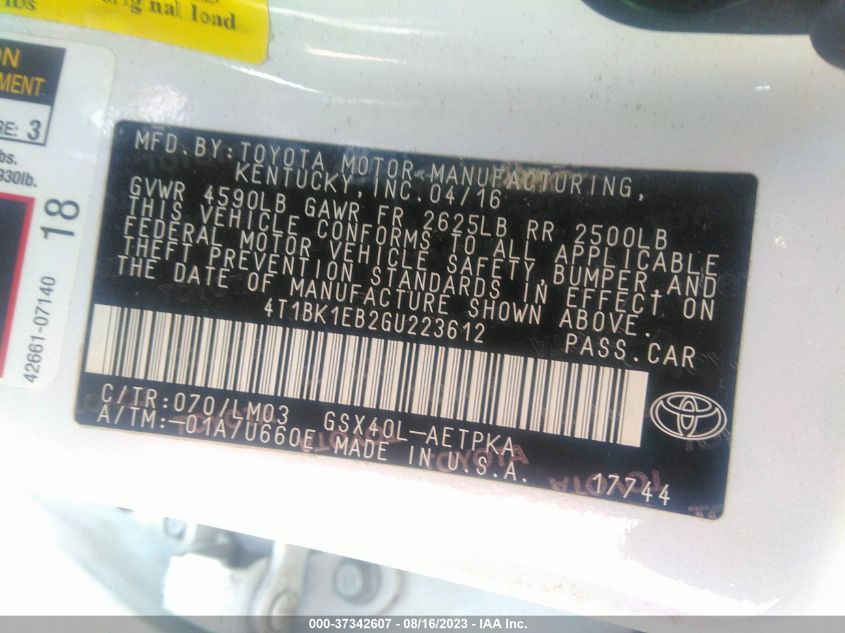 lbs
original load
ON
MENT
RE: 3
bs.
930lb.
18
42661-07140
MFD.BY:TOYOTA MOTOR MANUFACTURING,
KENTUCKY, INC. 04/16
GVWR 4590LB GAWR FR 2625LB RR 2500LB
THIS VEHICLE CONFORMS TO ALL APPLICABLE
FEDERAL MOTOR VEHICLE SAFETY,BUMPER,AND
THEFT PREVENTION STANDARDS IN EFFECT ON
THE DATE OF MANUFACTURE SHOWN ABOVE.
4T1BK1EB2GU223612
PASS.CAR
C/TR:070/LM03 GSX40L-AETPKA
A/TM:-01A/U660E MADE IN U.S.A.
17744
TOYOTA
000-37342607 - 08/16/2023 - IAA Inc.